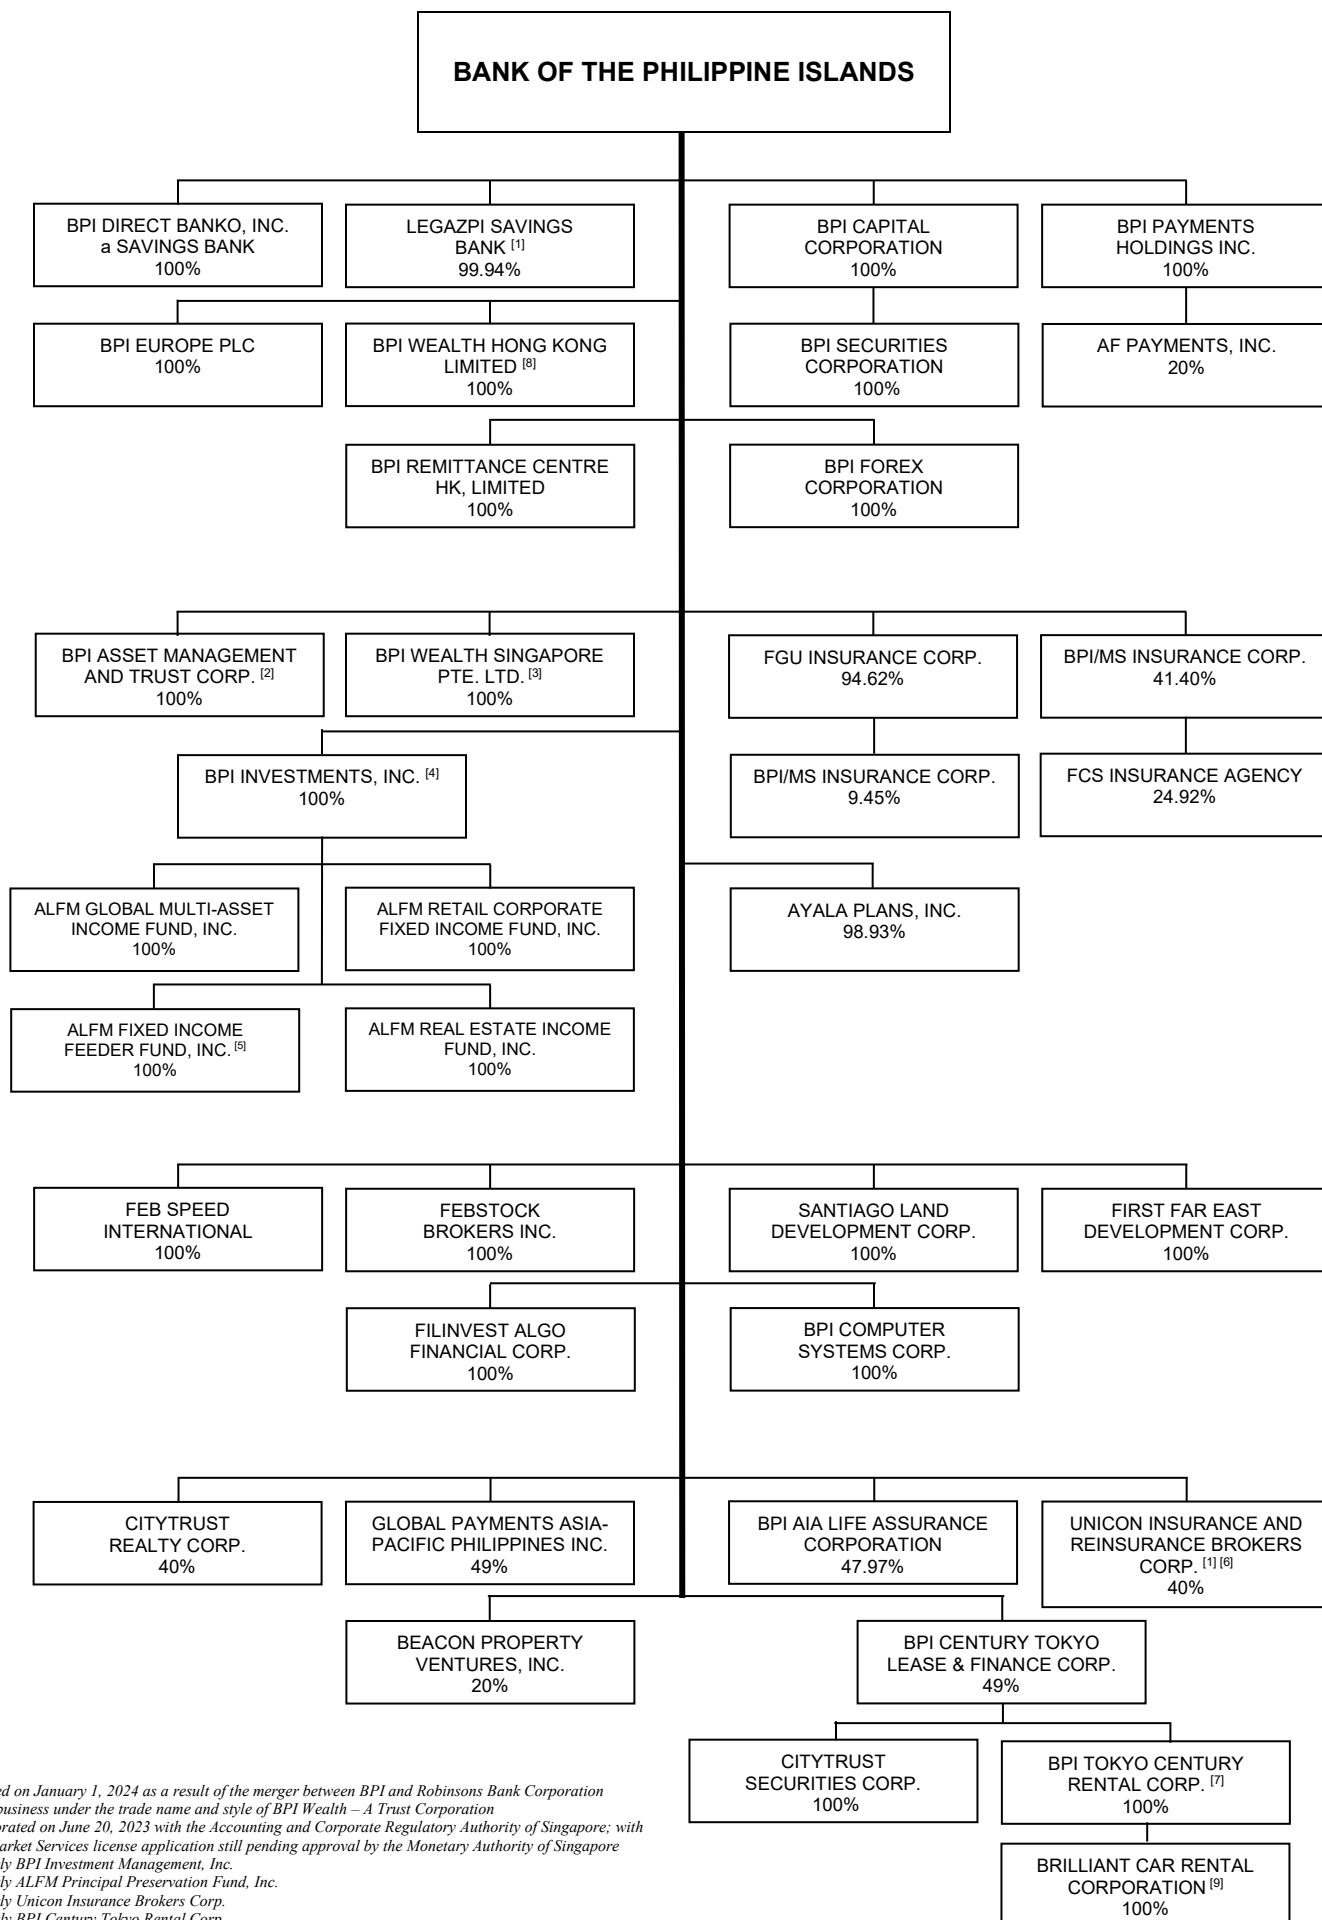 BANK OF THE PHILIPPINE ISLANDS
BPI DIRECT BANKO, INC.
a SAVINGS BANK
100%
LEGAZPI SAVINGS
BANK [1]
99.94%
BPI CAPITAL
CORPORATION
100%
BPI PAYMENTS
HOLDINGS INC.
100%
BPI EUROPE PLC
100%
BPI WEALTH HONG KONG
LIMITED [8]
100%
BPI SECURITIES
CORPORATION
100%
AF PAYMENTS, INC.
20%
BPI REMITTANCE CENTRE
HK, LIMITED
100%
BPI FOREX
CORPORATION
100%
BPI ASSET MANAGEMENT
AND TRUST CORP. [2]
100%
BPI WEALTH SINGAPORE
PTE. LTD. [3]
100%
FGU INSURANCE CORP.
94.62%
BPI/MS INSURANCE CORP.
41.40%
BPI INVESTMENTS, INC. [4]
100%
BPI/MS INSURANCE CORP.
9.45%
FCS INSURANCE AGENCY
24.92%
ALFM GLOBAL MULTI-ASSET
INCOME FUND, INC.
100%
ALFM RETAIL CORPORATE
FIXED INCOME FUND, INC.
100%
AYALA PLANS, INC.
98.93%
ALFM FIXED INCOME
FEEDER FUND, INC. [5]
100%
ALFM REAL ESTATE INCOME
FUND, INC.
100%
FEB SPEED
INTERNATIONAL
100%
FEBSTOCK
BROKERS INC.
100%
SANTIAGO LAND
DEVELOPMENT CORP.
100%
FIRST FAR EAST
DEVELOPMENT CORP.
100%
FILINVEST ALGO
FINANCIAL CORP.
100%
BPI COMPUTER
SYSTEMS CORP.
100%
CITYTRUST
REALTY CORP.
40%
GLOBAL PAYMENTS ASIA-
PACIFIC PHILIPPINES INC.
49%
BPI AIA LIFE ASSURANCE
CORPORATION
47.97%
UNICON INSURANCE AND
REINSURANCE BROKERS
CORP. [1] [6]
40%
BEACON PROPERTY
VENTURES, INC.
20%
BPI CENTURY TOKYO
LEASE & FINANCE CORP.
49%
CITYTRUST
SECURITIES CORP.
100%
BPI TOKYO CENTURY
RENTAL CORP. [7]
100%
BRILLIANT CAR RENTAL
CORPORATION [9]
100%
on January 1, 2024 as a result of the merger between BPI and Robinsons Bank Corporation
business under the trade name and style of BPI Wealth – A Trust Corporation
on June 20, 2023 with the Accounting and Corporate Regulatory Authority of Singapore; with
Services license application still pending approval by the Monetary Authority of Singapore
BPI Investment Management, Inc.
ALFM Principal Preservation Fund, Inc.
Unicon Insurance Brokers Corp.
BPI Century Tokyo Rental Corp.